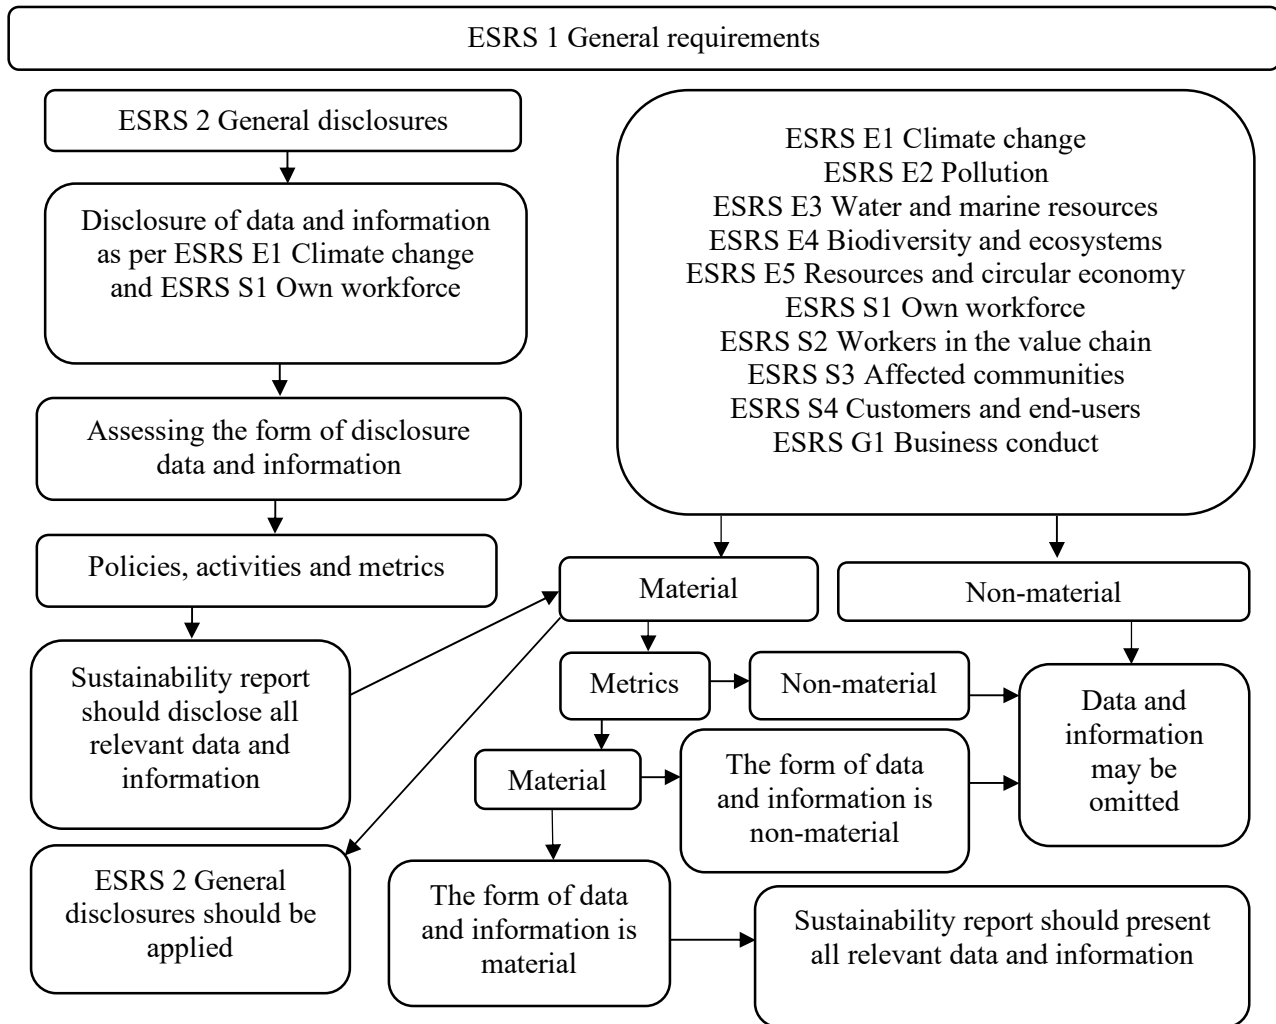 ESRS 1 General requirements
ESRS 2 General disclosures
Disclosure of data and information
as per ESRS E1 Climate change
and ESRS S1 Own workforce
Assessing the form of disclosure
data and information
Policies, activities and metrics
Sustainability report
should disclose all
relevant data and
information
ESRS 2 General
disclosures should be
applied
ESRS E1 Climate change
ESRS E2 Pollution
ESRS E3 Water and marine resources
ESRS E4 Biodiversity and ecosystems
ESRS E5 Resources and circular economy
ESRS S1 Own workforce
ESRS S2 Workers in the value chain
ESRS S3 Affected communities
ESRS S4 Customers and end-users
ESRS G1 Business conduct
Material
Non-material
Metrics
Non-material
Data and
information
may be
omitted
Material
The form of data
and information is
non-material
The form of data
and information is
material
Sustainability report should present
all relevant data and information